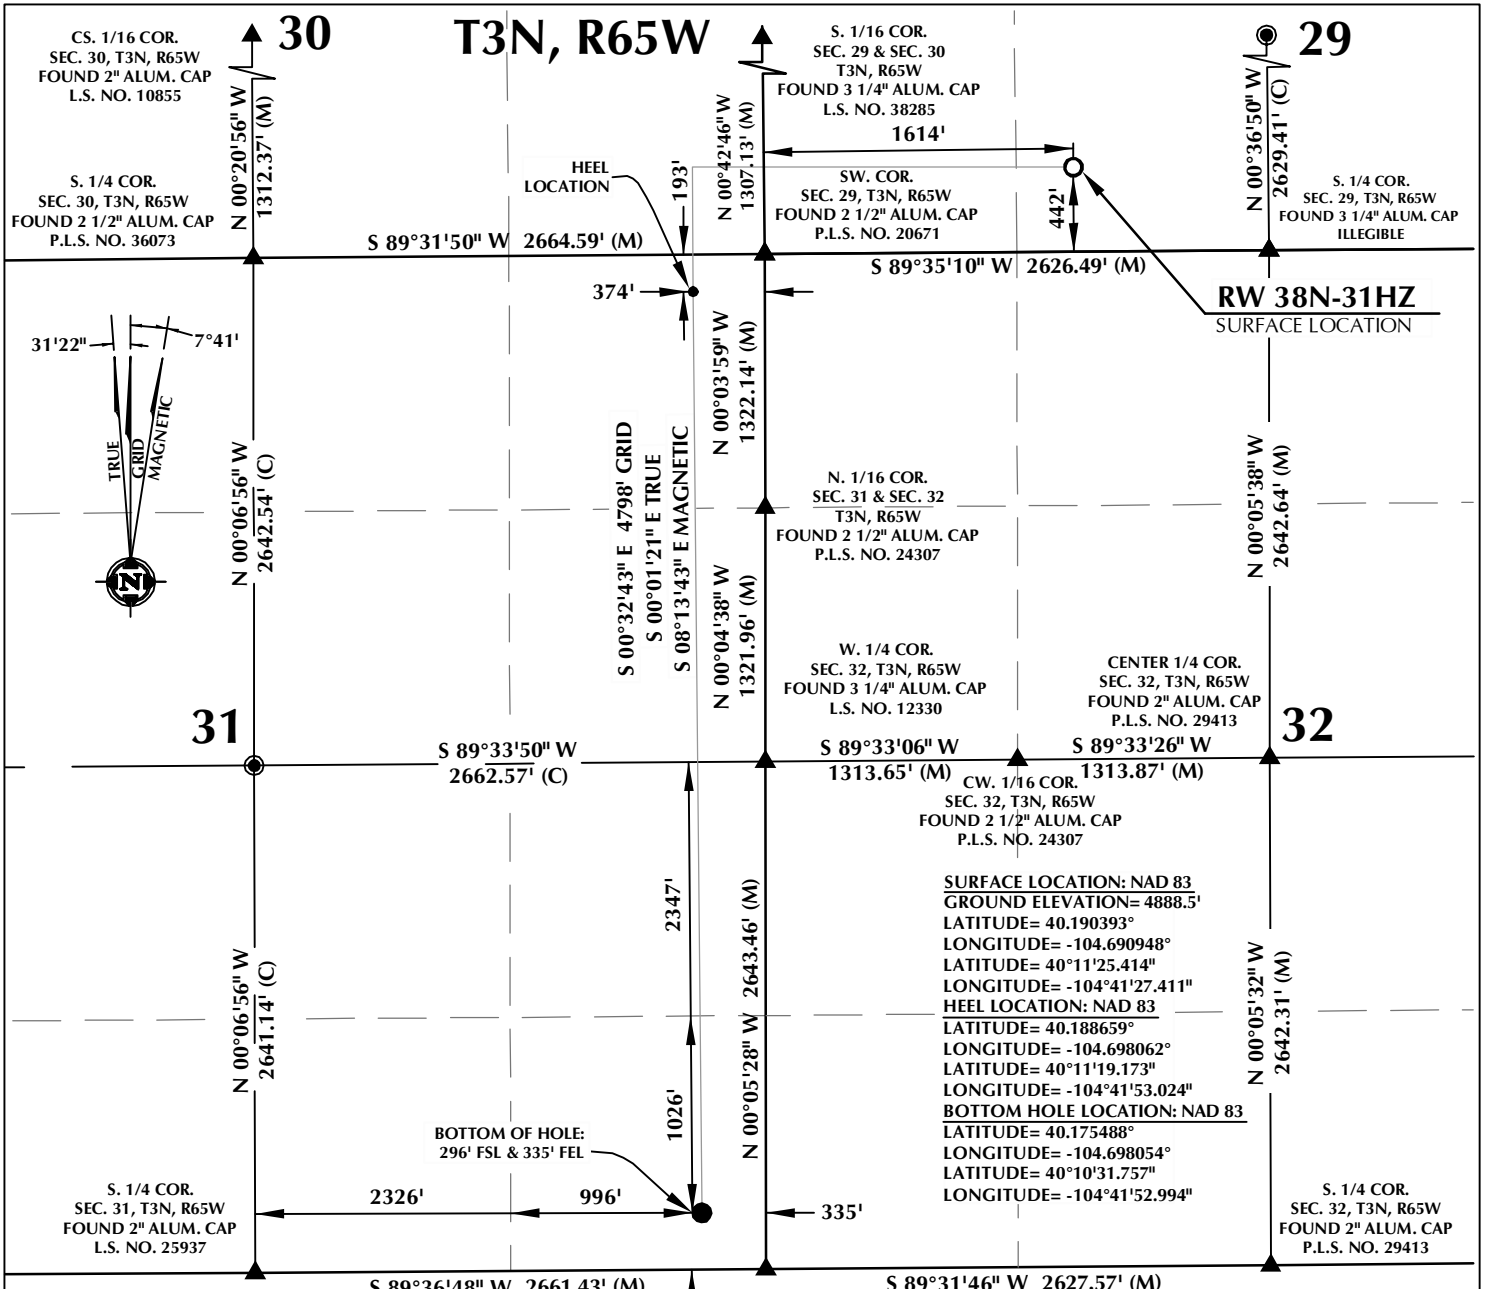 CS. 1/16 COR.
SEC. 30, T3N, R65W
FOUND 2" ALUM. CAP
L.S. NO. 10855
30
T3N, R65W
S. 1/16 COR.
SEC. 29 & SEC. 30
T3N, R65W
FOUND 3 1/4" ALUM. CAP
L.S. NO. 38285
29
N 00°20'56" W
1312.37' (M)
N 00°42'46" W
1307.13' (M)
1614'
N 00°36'50" W
2629.41' (C)
HEEL
LOCATION
193'
S. 1/4 COR.
SEC. 30, T3N, R65W
FOUND 2 1/2" ALUM. CAP
P.L.S. NO. 36073
SW. COR.
SEC. 29, T3N, R65W
FOUND 2 1/2" ALUM. CAP
P.L.S. NO. 20671
442'
S. 1/4 COR.
SEC. 29, T3N, R65W
FOUND 3 1/4" ALUM. CAP
ILLEGIBLE
S 89°31'50" W 2664.59' (M)
S 89°35'10" W 2626.49' (M)
374'
RW 38N-31HZ
SURFACE LOCATION
31'22"
7°41'
TRUE
GRID
MAGNETIC
N
N 00°06'56" W
2642.54' (C)
S 00°32'43" E 4798' GRID
S 00°01'21" E TRUE
S 08°13'43" E MAGNETIC
N 00°03'59" W
1322.14' (M)
N. 1/16 COR.
SEC. 31 & SEC. 32
T3N, R65W
FOUND 2 1/2" ALUM. CAP
P.L.S. NO. 24307
N 00°05'38" W
2642.64' (M)
N 00°04'38" W
1321.96' (M)
W. 1/4 COR.
SEC. 32, T3N, R65W
FOUND 3 1/4" ALUM. CAP
L.S. NO. 12330
CENTER 1/4 COR.
SEC. 32, T3N, R65W
FOUND 2" ALUM. CAP
P.L.S. NO. 29413
31
32
S 89°33'50" W
2662.57' (C)
S 89°33'06" W
1313.65' (M)
S 89°33'26" W
1313.87' (M)
CW. 1/16 COR.
SEC. 32, T3N, R65W
FOUND 2 1/2" ALUM. CAP
P.L.S. NO. 24307
2347'
N 00°05'28" W 2643.46' (M)
SURFACE LOCATION: NAD 83
GROUND ELEVATION= 4888.5'
LATITUDE= 40.190393°
LONGITUDE= -104.690948°
LATITUDE= 40°11'25.414"
LONGITUDE= -104°41'27.411"
HEEL LOCATION: NAD 83
LATITUDE= 40.188659°
LONGITUDE= -104.698062°
LATITUDE= 40°11'19.173"
LONGITUDE= -104°41'53.024"
BOTTOM HOLE LOCATION: NAD 83
LATITUDE= 40.175488°
LONGITUDE= -104.698054°
LATITUDE= 40°10'31.757"
LONGITUDE= -104°41'52.994"
N 00°06'56" W
2641.14' (C)
N 00°05'32" W
2642.31' (M)
1026'
BOTTOM OF HOLE:
296' FSL & 335' FEL
2326'
996'
335'
S. 1/4 COR.
SEC. 31, T3N, R65W
FOUND 2" ALUM. CAP
L.S. NO. 25937
S. 1/4 COR.
SEC. 32, T3N, R65W
FOUND 2" ALUM. CAP
P.L.S. NO. 29413
S 89°36'48" W 2661.43' (M)
S 89°31'46" W 2627.57' (M)